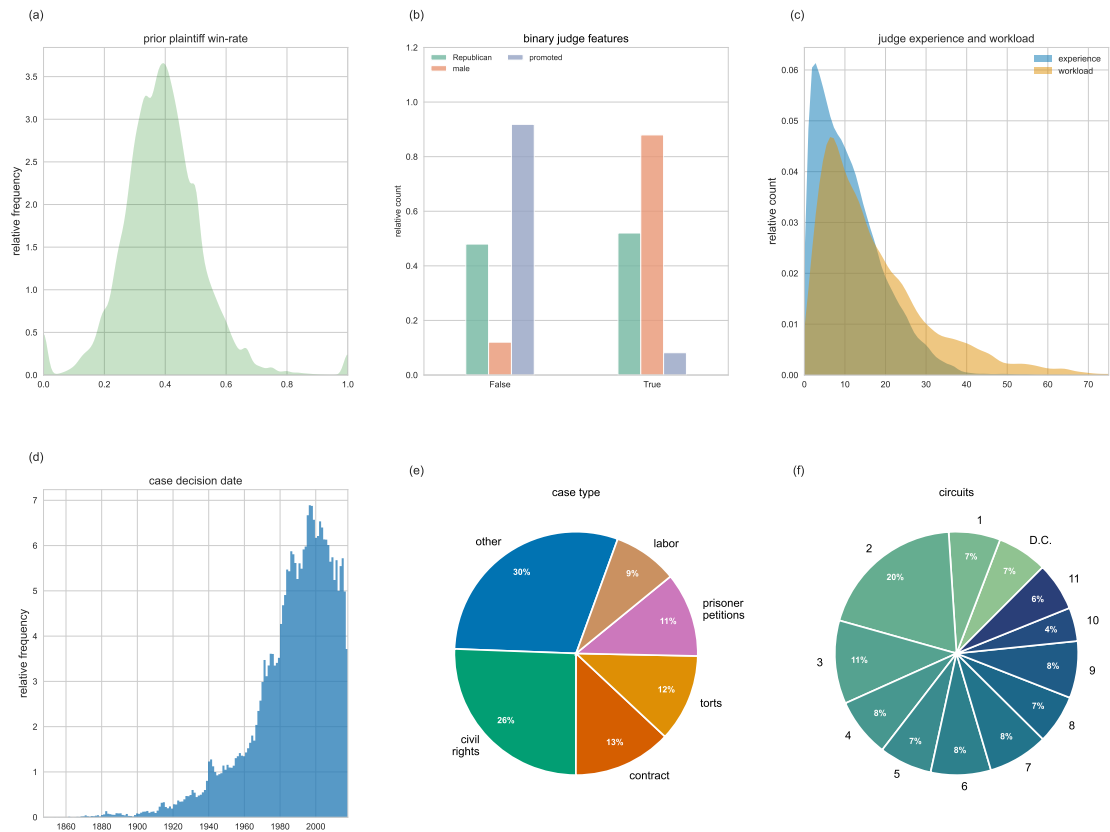 (a)
prior plaintiff win-rate
relative frequency
3.5
3.0
2.5
2.0
1.5
1.0
0.5
0.0
0.0 0.2 0.4 0.6 0.8 1.0
(b)
binary judge features
Republican
male
promoted
relative count
1.2
1.0
0.8
0.6
0.4
0.2
0.0
False True
(c)
judge experience and workload
experience
workload
relative count
0.06
0.05
0.04
0.03
0.02
0.01
0.00
0 10 20 30 40 50 60 70
(d)
case decision date
relative frequency
7
6
5
4
3
2
1
0
1860 1880 1900 1920 1940 1960 1980 2000
(e)
case type
other
30%
labor
9%
prisoner
petitions
11%
torts
12%
contract
13%
civil
rights
26%
(f)
circuits
1
7%
D.C.
7%
11
6%
10
4%
9
8%
8
7%
7
8%
6
8%
5
7%
4
8%
3
11%
2
20%